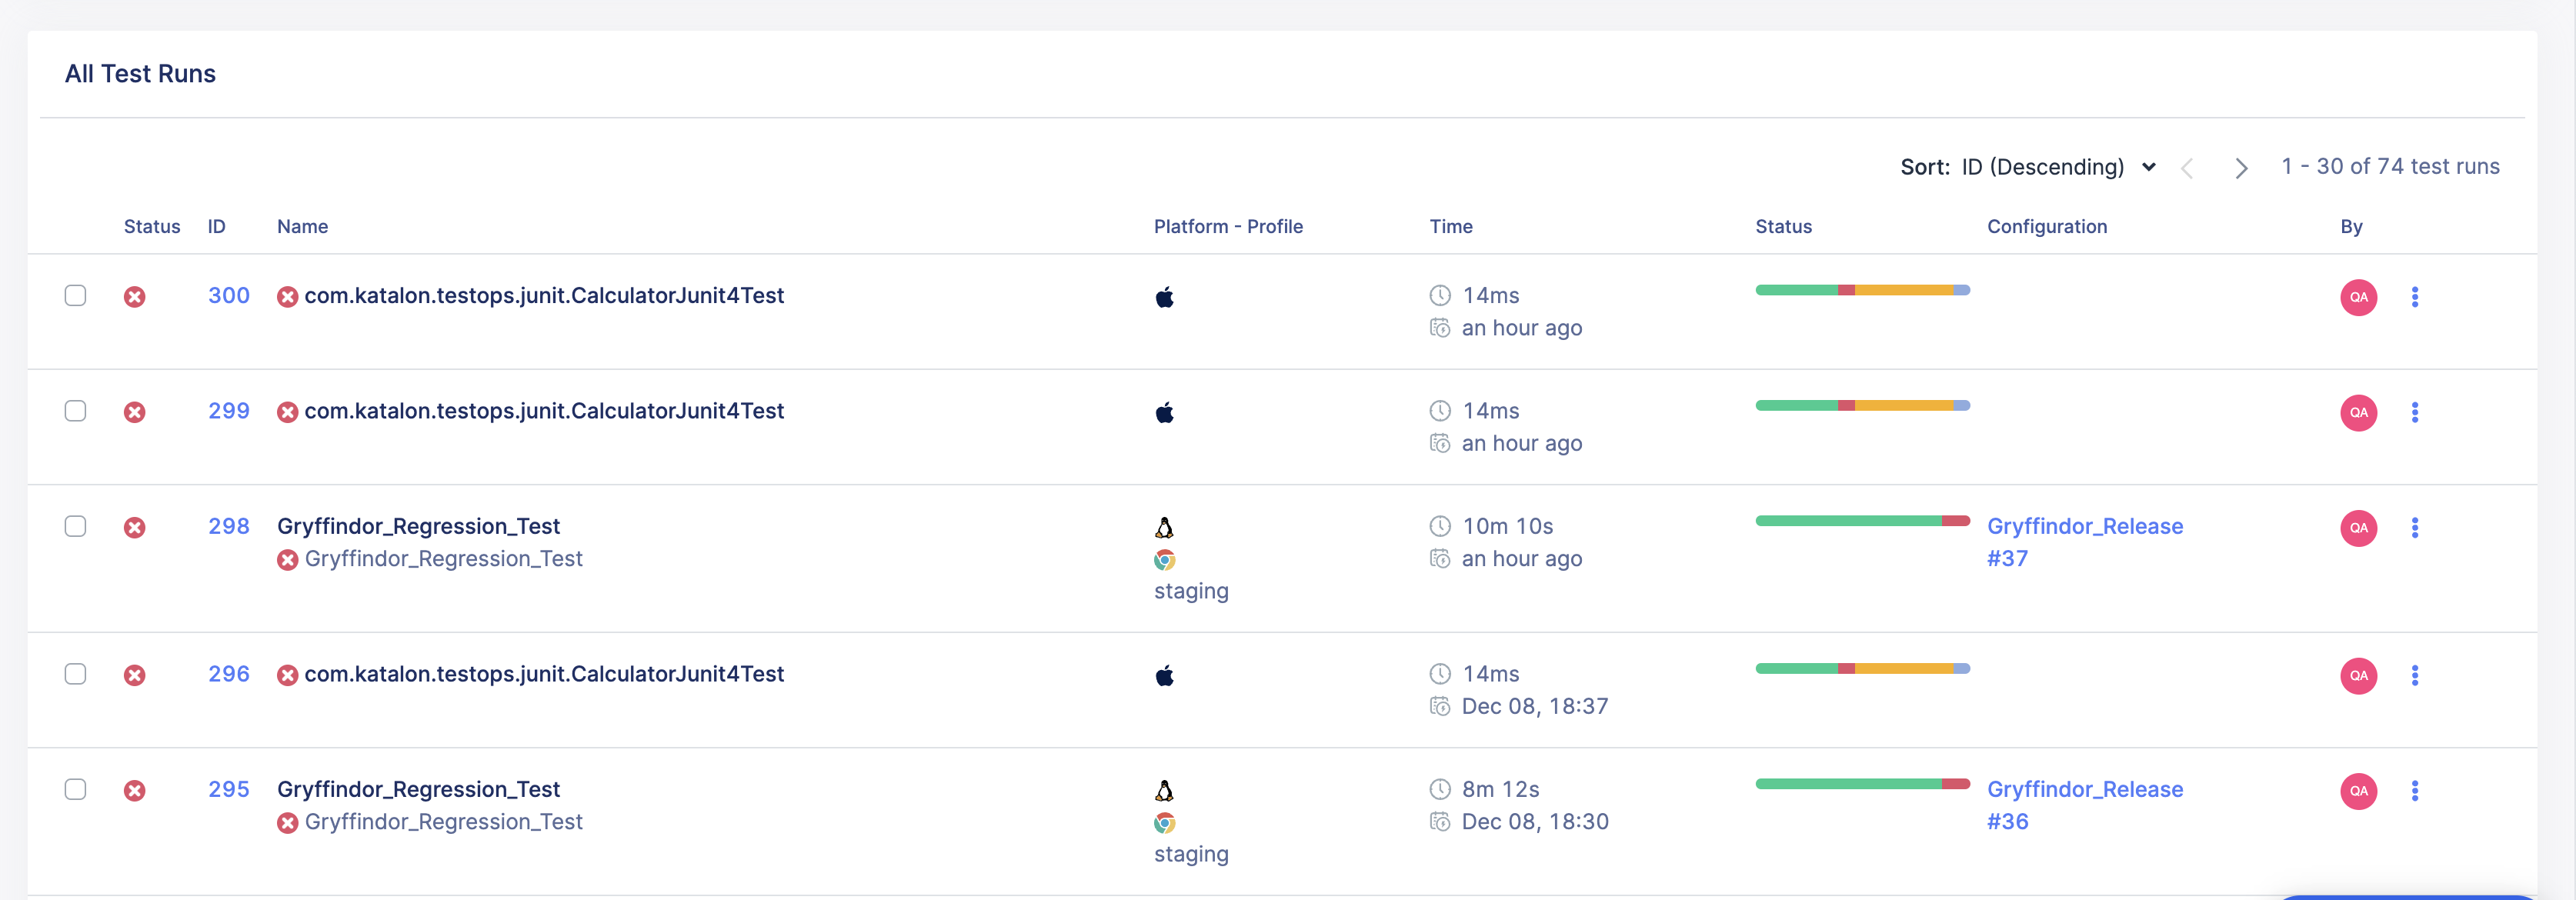 All Test Runs
Sort: ID (Descending) 1 - 30 of 74 test runs
Status ID Name Platform - Profile Time Status Configuration By
300 com.katalon.testops.junit.CalculatorJunit4Test 14ms QA
an hour ago
299 com.katalon.testops.junit.CalculatorJunit4Test 14ms QA
an hour ago
298 Gryffindor_Regression_Test 10m 10s Gryffindor_Release QA
Gryffindor_Regression_Test an hour ago #37
staging
296 com.katalon.testops.junit.CalculatorJunit4Test 14ms QA
Dec 08, 18:37
295 Gryffindor_Regression_Test 8m 12s Gryffindor_Release QA
Gryffindor_Regression_Test Dec 08, 18:30 #36
staging